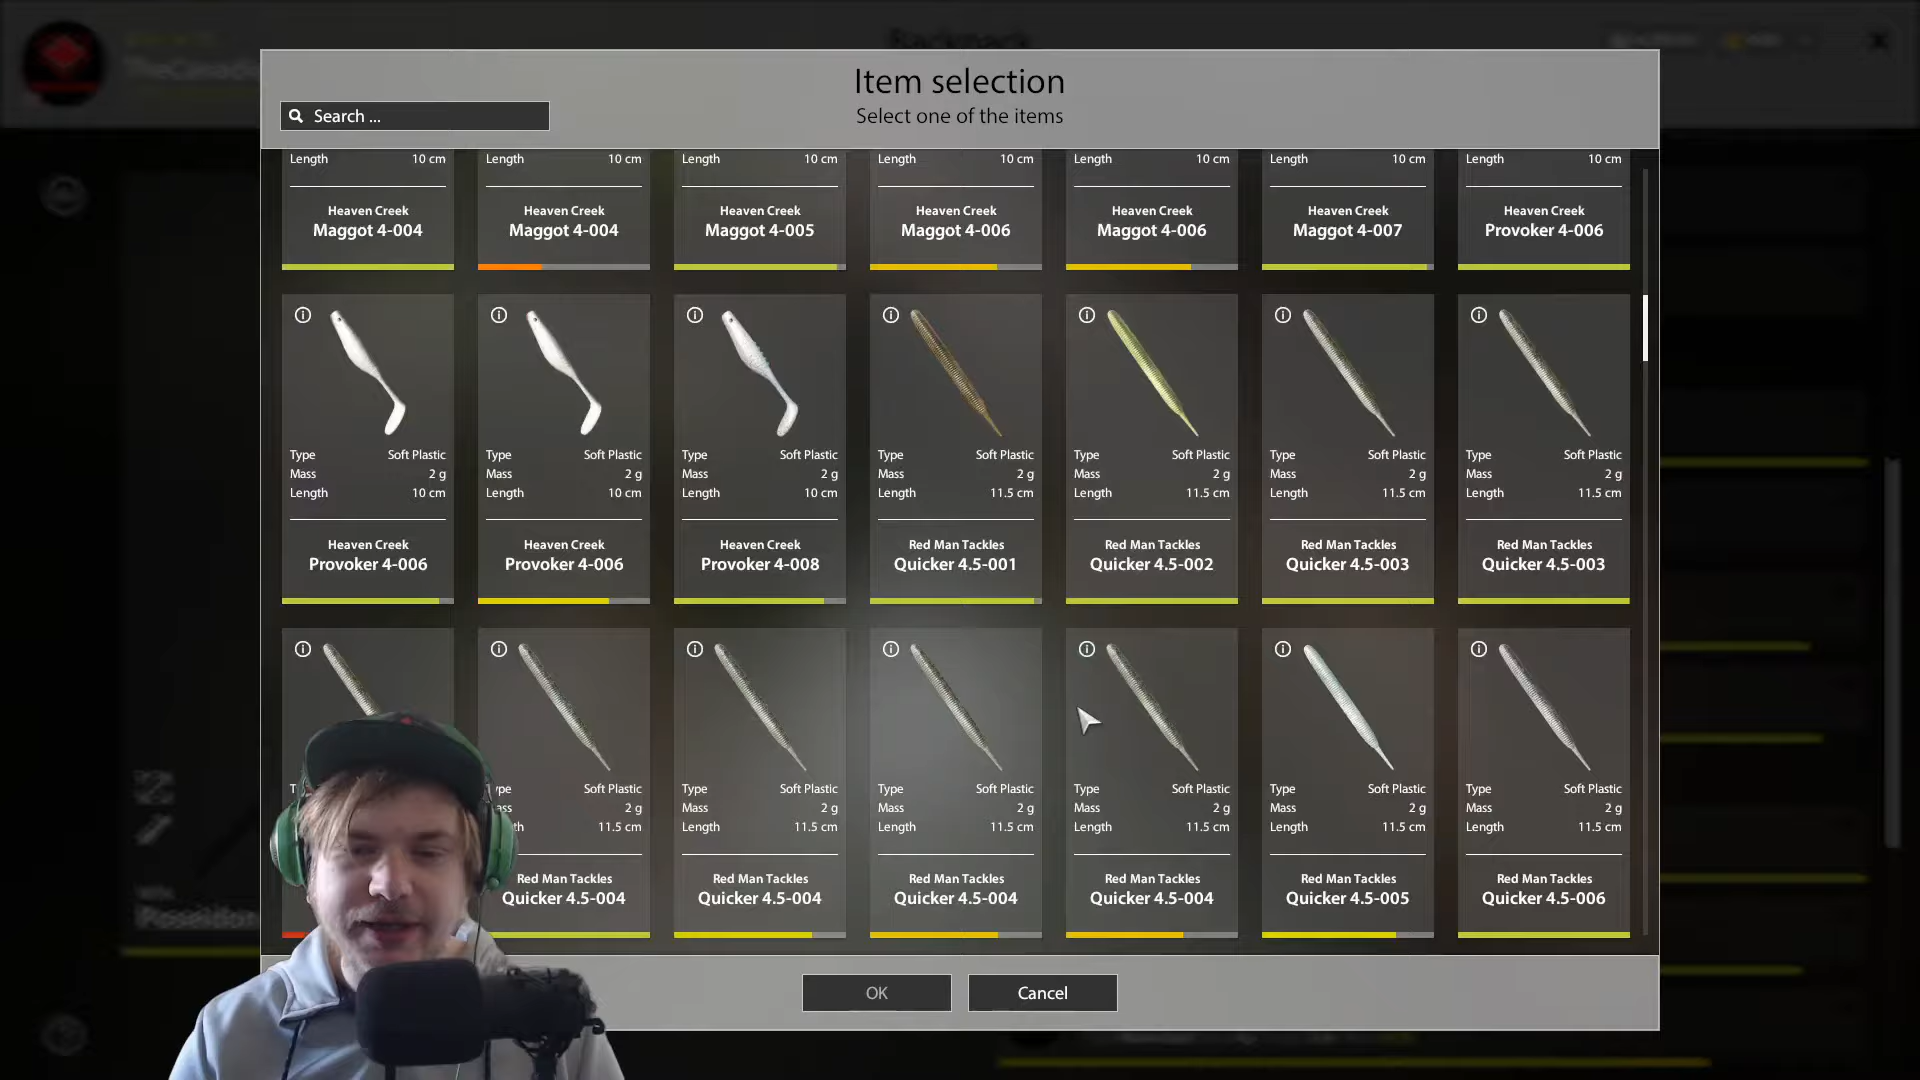 Item selection
Select one of the items
Search ...
Length 10 cm
Length 10 cm
Length 10 cm
Length 10 cm
Length 10 cm
Length 10 cm
Length 10 cm
Heaven Creek
Maggot 4-004
Heaven Creek
Maggot 4-004
Heaven Creek
Maggot 4-005
Heaven Creek
Maggot 4-006
Heaven Creek
Maggot 4-006
Heaven Creek
Maggot 4-007
Heaven Creek
Provoker 4-006
Type Soft Plastic
Mass 2 g
Length 10 cm
Heaven Creek
Provoker 4-006
Type Soft Plastic
Mass 2 g
Length 10 cm
Heaven Creek
Provoker 4-006
Type Soft Plastic
Mass 2 g
Length 10 cm
Heaven Creek
Provoker 4-008
Type Soft Plastic
Mass 2 g
Length 11.5 cm
Red Man Tackles
Quicker 4.5-001
Type Soft Plastic
Mass 2 g
Length 11.5 cm
Red Man Tackles
Quicker 4.5-002
Type Soft Plastic
Mass 2 g
Length 11.5 cm
Red Man Tackles
Quicker 4.5-003
Type Soft Plastic
Mass 2 g
Length 11.5 cm
Red Man Tackles
Quicker 4.5-003
Soft Plastic
2 g
11.5 cm
Red Man Tackles
Quicker 4.5-004
Type Soft Plastic
Mass 2 g
Length 11.5 cm
Red Man Tackles
Quicker 4.5-004
Type Soft Plastic
Mass 2 g
Length 11.5 cm
Red Man Tackles
Quicker 4.5-004
Type Soft Plastic
Mass 2 g
Length 11.5 cm
Red Man Tackles
Quicker 4.5-004
Type Soft Plastic
Mass 2 g
Length 11.5 cm
Red Man Tackles
Quicker 4.5-005
Type Soft Plastic
Mass 2 g
Length 11.5 cm
Red Man Tackles
Quicker 4.5-006
Poseidon
OK
Cancel